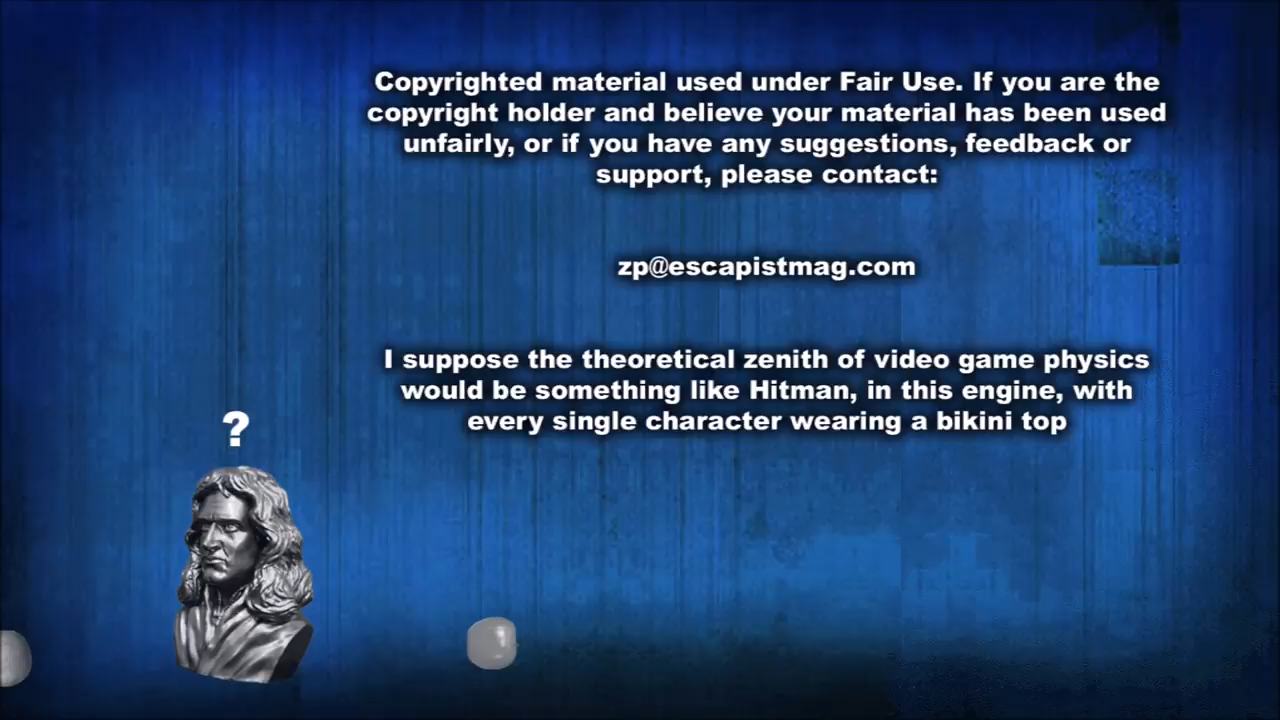 Copyrighted material used under Fair Use. If you are the
copyright holder and believe your material has been used
unfairly, or if you have any suggestions, feedback or
support, please contact:
zp@escapistmag.com
I suppose the theoretical zenith of video game physics
would be something like Hitman, in this engine, with
every single character wearing a bikini top
?